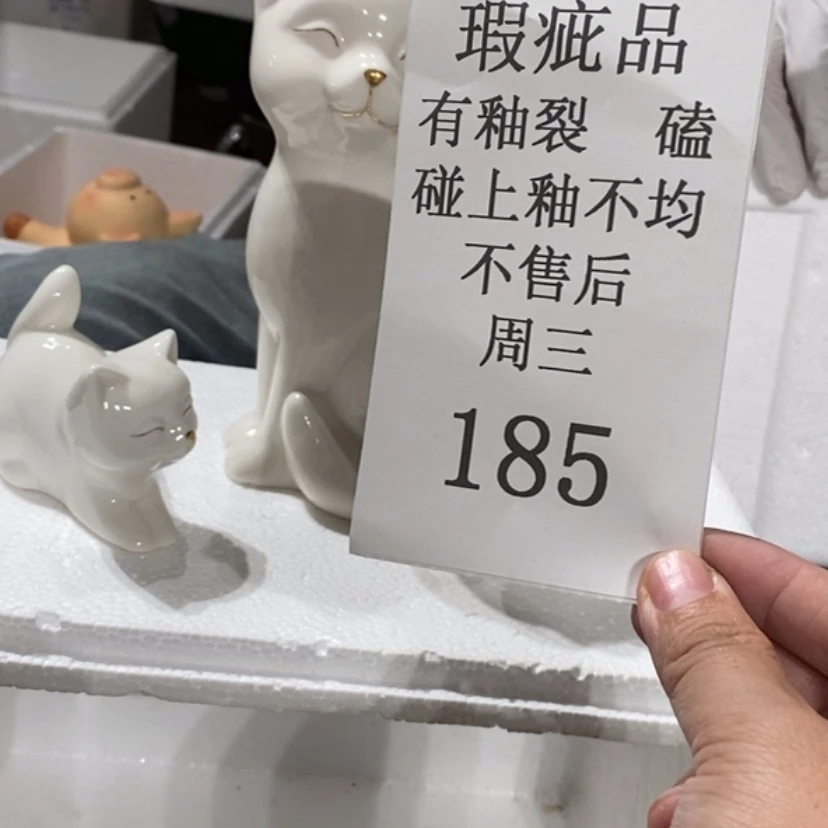 瑕疵品
有釉裂 磕
碰上釉不均
不售后
周三
185